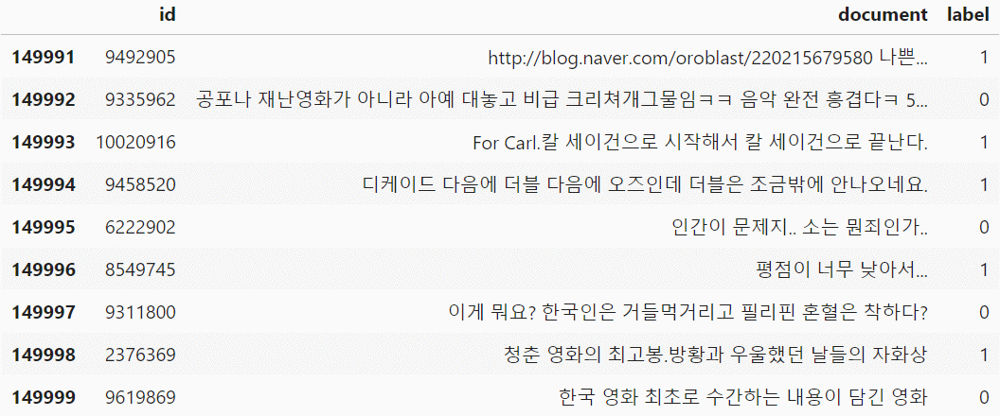 id document label
149991 9492905 http://blog.naver.com/oroblast/220215679580 나쁜... 1
149992 9335962 공포나 재난영화가 아니라 아예 대놓고 비급 크리쳐개그물임ㅋㅋ 음악 완전 흥겹다ㅋ 5... 0
149993 10020916 For Carl.칼 세이건으로 시작해서 칼 세이건으로 끝난다. 1
149994 9458520 디케이드 다음에 더블 다음에 오즈인데 더블은 조금밖에 안나오네요. 1
149995 6222902 인간이 문제지.. 소는 뭔죄인가.. 0
149996 8549745 평점이 너무 낮아서... 1
149997 9311800 이게 뭐요? 한국인은 거들먹거리고 필리핀 혼혈은 착하다? 0
149998 2376369 청춘 영화의 최고봉.방황과 우울했던 날들의 자화상 1
149999 9619869 한국 영화 최초로 수간하는 내용이 담긴 영화 0